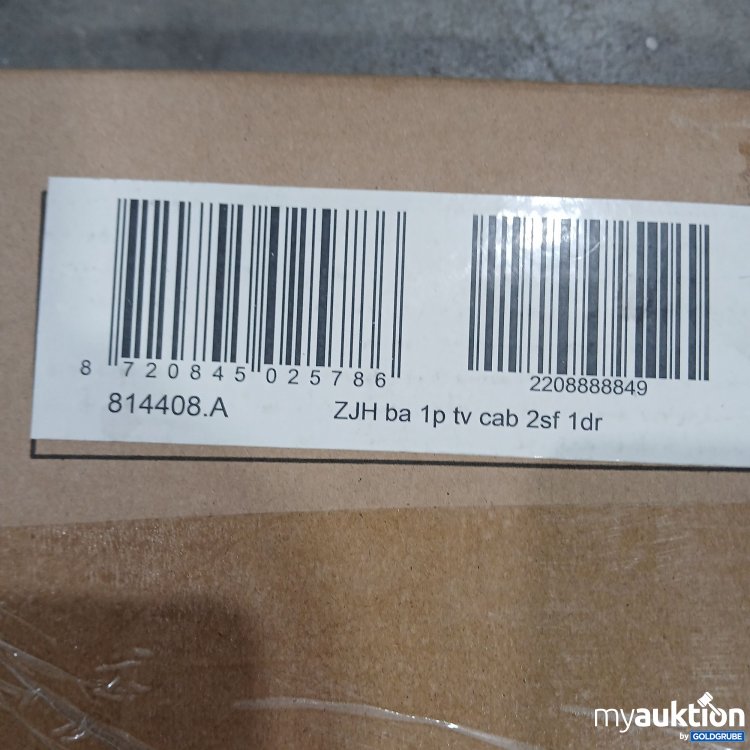 8 720845 025786
2208888849
814408.A
ZJH ba 1p tv cab 2sf 1dr
myauktion
by GOLDGRUBE